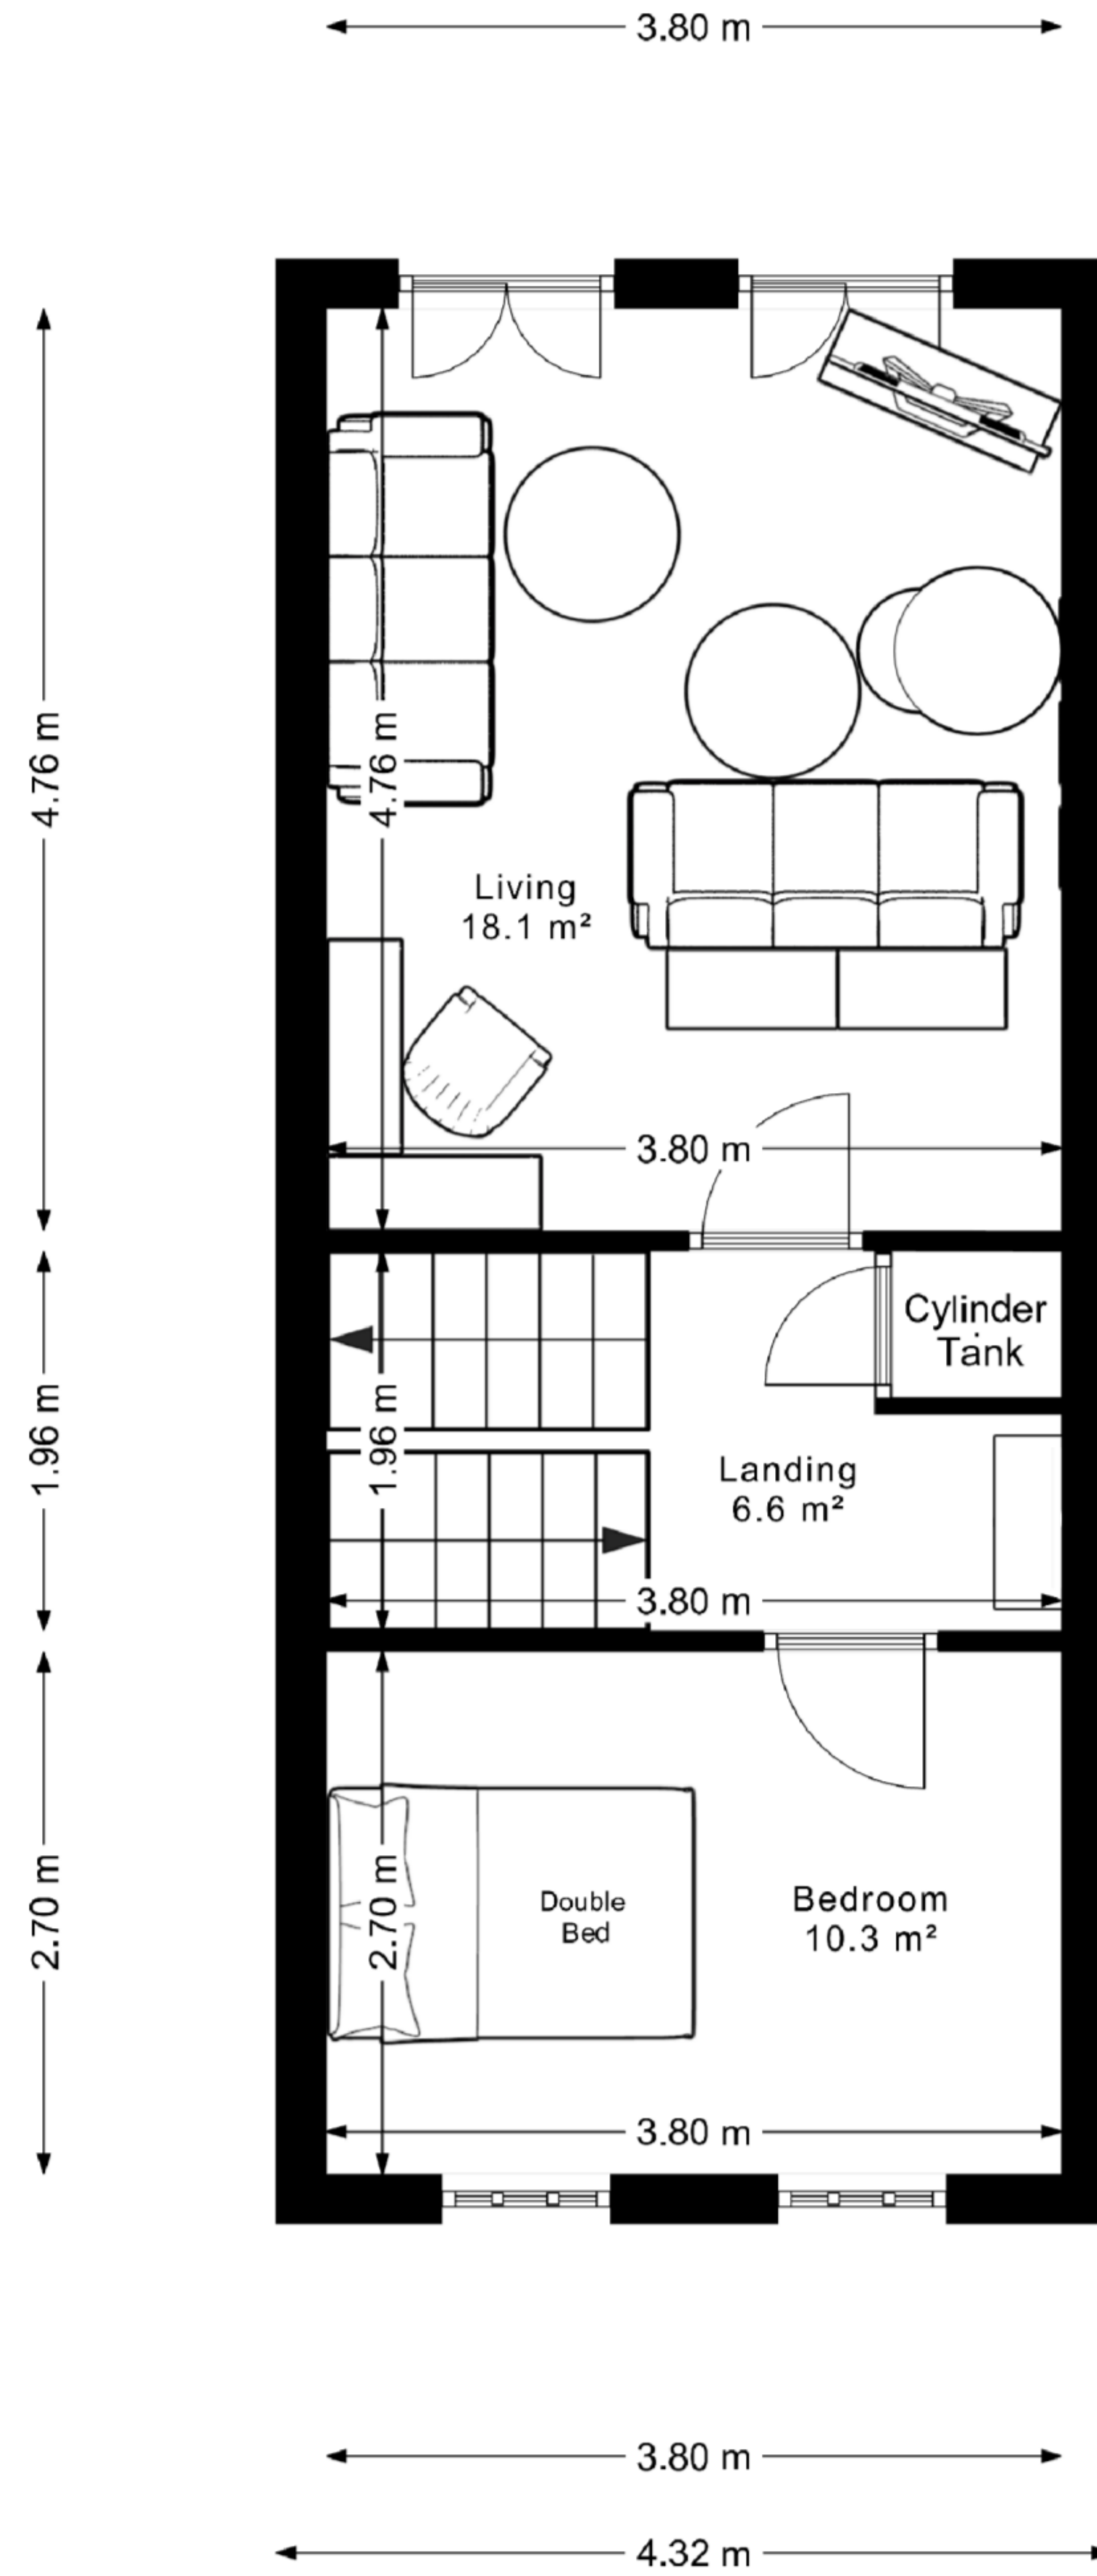 3.80 m
4.76 m
4.76 m
Living
18.1 m²
3.80 m
Cylinder
Tank
1.96 m
1.96 m
Landing
6.6 m²
3.80 m
2.70 m
2.70 m
Double
Bed
Bedroom
10.3 m²
3.80 m
3.80 m
4.32 m